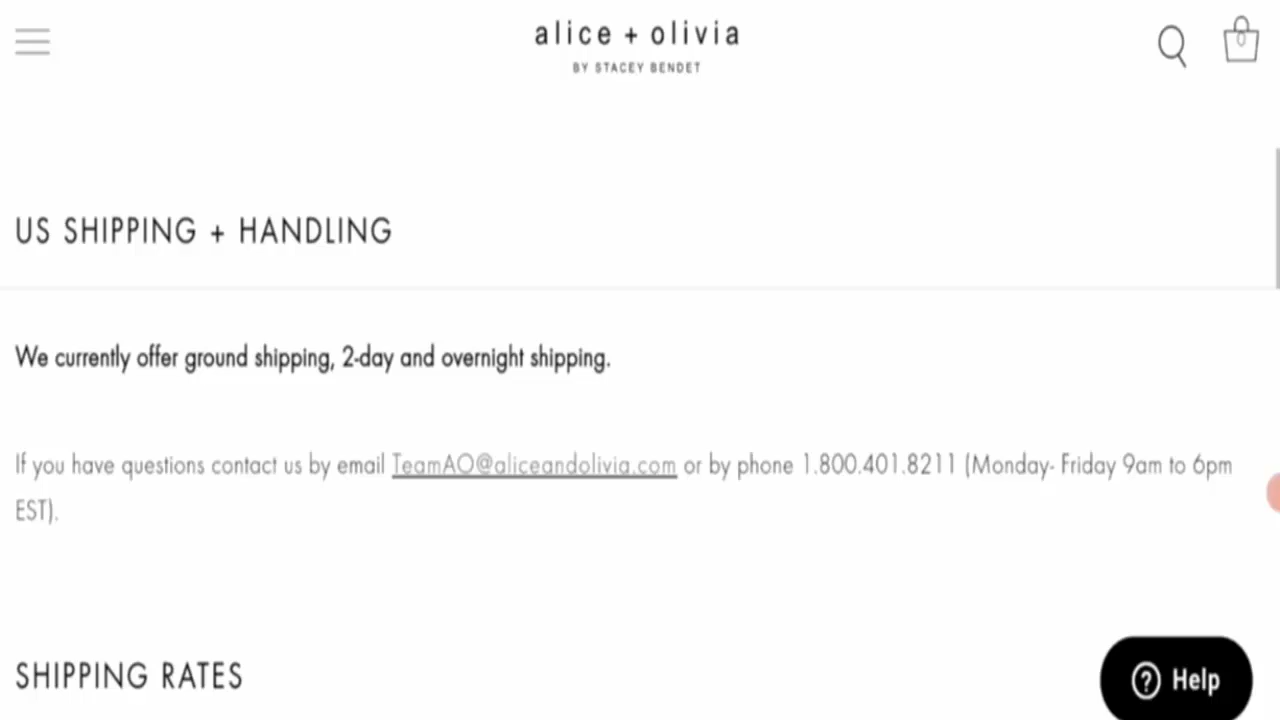 alice + olivia
BY STACEY BENDET
0
US SHIPPING + HANDLING
We currently offer ground shipping, 2-day and overnight shipping.
If you have questions contact us by email TeamAO@aliceandolivia.com or by phone 1.800.401.8211 (Monday- Friday 9am to 6pm
EST).
SHIPPING RATES
? Help